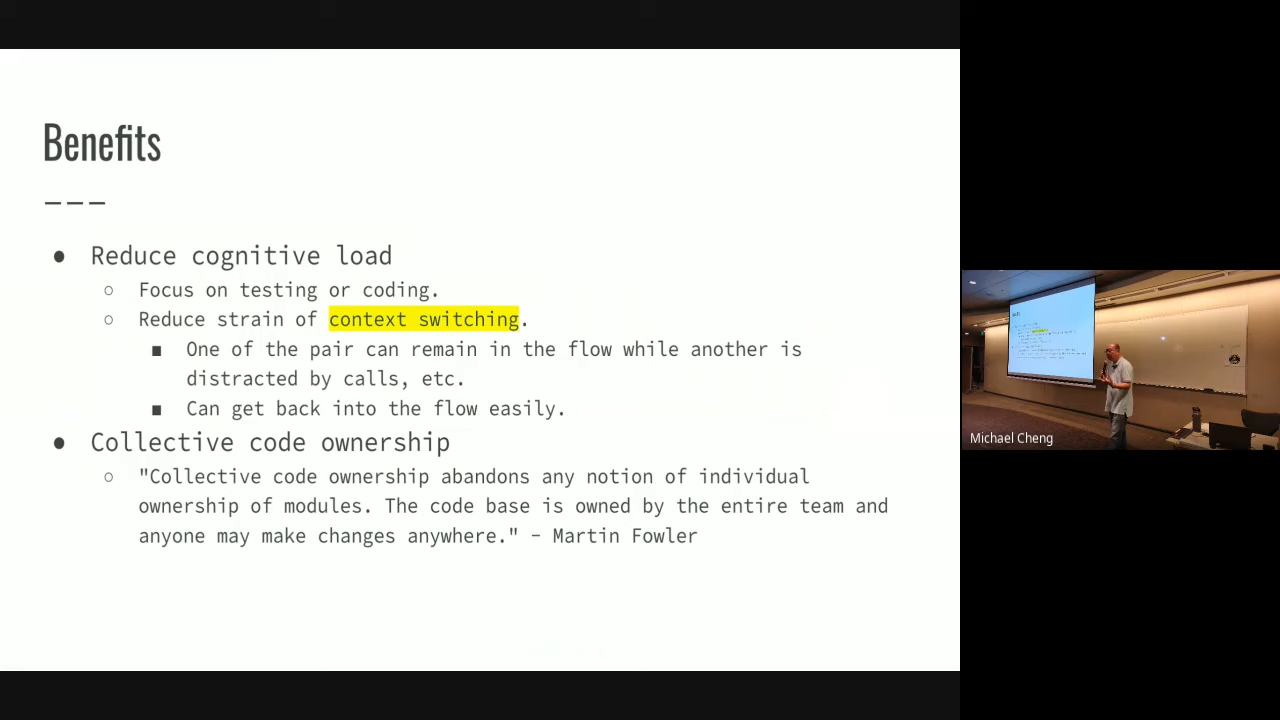 Benefits
---
● Reduce cognitive load
○ Focus on testing or coding.
○ Reduce strain of context switching.
■ One of the pair can remain in the flow while another is
distracted by calls, etc.
■ Can get back into the flow easily.
● Collective code ownership
○ "Collective code ownership abandons any notion of individual
ownership of modules. The code base is owned by the entire team and
anyone may make changes anywhere." - Martin Fowler
Michael Cheng